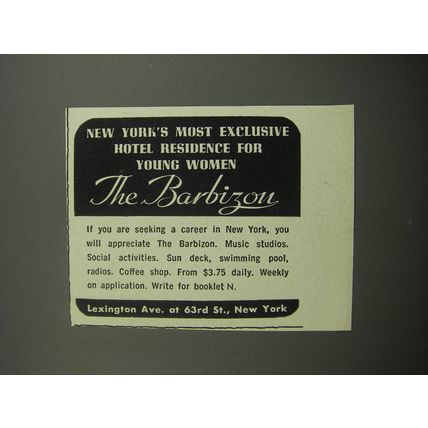 NEW YORK'S MOST EXCLUSIVE
HOTEL RESIDENCE FOR
YOUNG WOMEN
The Barbizon
If you are seeking a career in New York, you
will appreciate The Barbizon. Music studios.
Social activities. Sun deck, swimming pool,
radios. Coffee shop. From $3.75 daily. Weekly
on application. Write for booklet N.
Lexington Ave. at 63rd St., New York